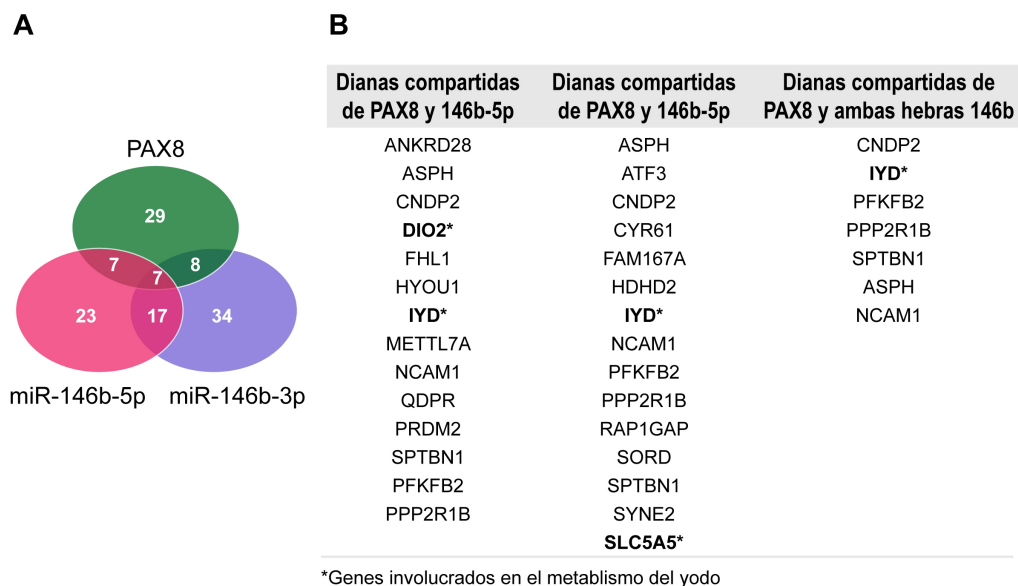 A
PAX8
29
7
8
7
23
17
34
miR-146b-5p
miR-146b-3p
B
Dianas compartidas de PAX8 y 146b-5p
Dianas compartidas de PAX8 y 146b-5p
Dianas compartidas de PAX8 y ambas hebras 146b
ANKRD28 ASPH CNDP2
ASPH ATF3 IYD*
CNDP2 CNDP2 PFKFB2
DIO2* CYR61 PPP2R1B
FHL1 FAM167A SPTBN1
HYOU1 HDHD2 ASPH
IYD* IYD* NCAM1
METTL7A NCAM1
NCAM1 PFKFB2
QDPR PPP2R1B
PRDM2 RAP1GAP
SPTBN1 SORD
PFKFB2 SPTBN1
PPP2R1B SYNE2
SLC5A5*
*Genes involucrados en el metablismo del yodo